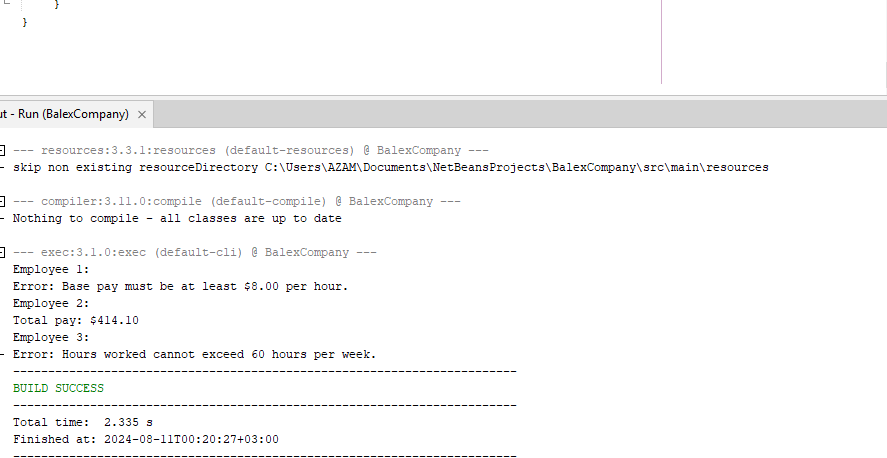 }
}
ut - Run (BalexCompany) ×
--- resources:3.3.1:resources (default-resources) @ BalexCompany ---
skip non existing resourceDirectory C:\Users\AZAM\Documents\NetBeansProjects\BalexCompany\src\main\resources
--- compiler:3.11.0:compile (default-compile) @ BalexCompany ---
Nothing to compile - all classes are up to date
--- exec:3.1.0:exec (default-cli) @ BalexCompany ---
Employee 1:
Error: Base pay must be at least $8.00 per hour.
Employee 2:
Total pay: $414.10
Employee 3:
Error: Hours worked cannot exceed 60 hours per week.
------------------------------------------------------------------------
BUILD SUCCESS
------------------------------------------------------------------------
Total time:  2.335 s
Finished at: 2024-08-11T00:20:27+03:00
------------------------------------------------------------------------